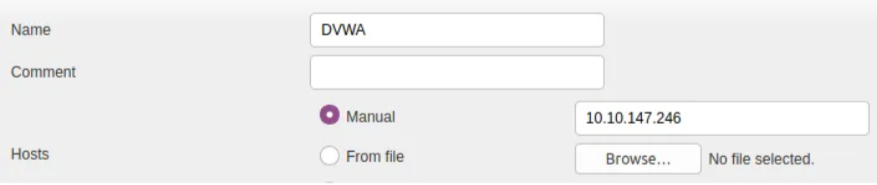 Name DVWA
Comment
Manual 10.10.147.246
Hosts
From file Browse... No file selected.